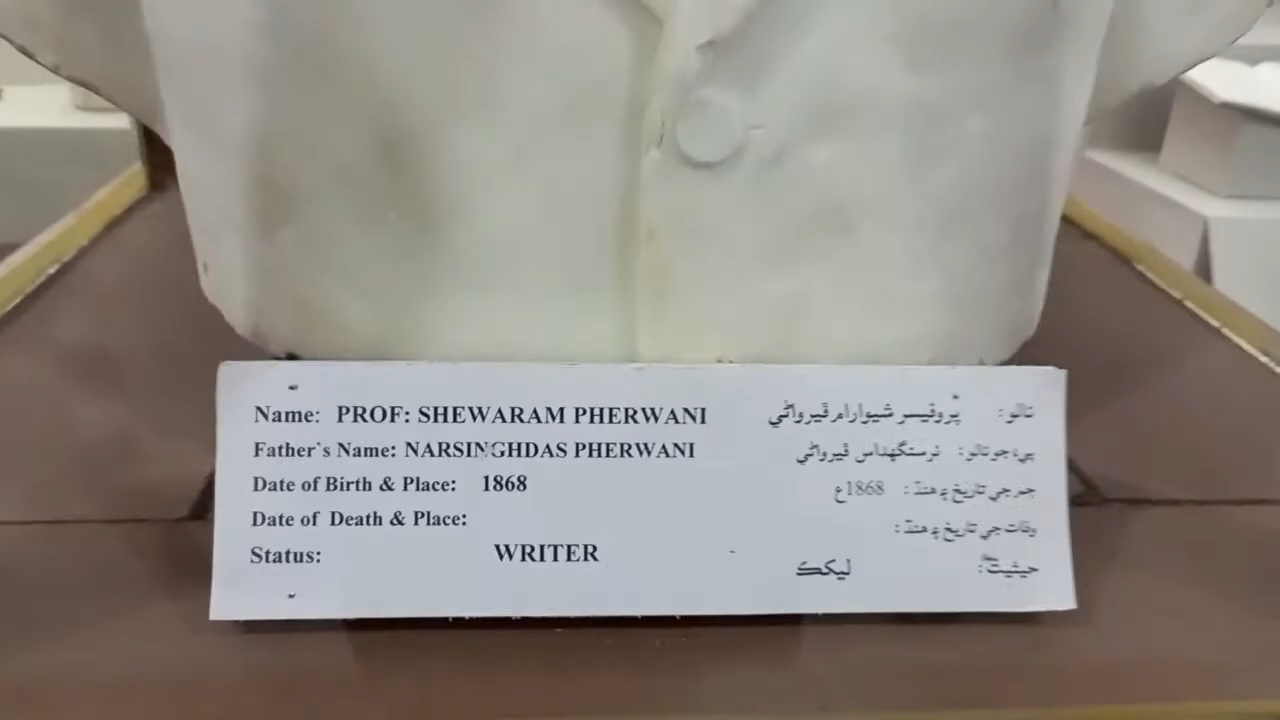 Name: PROF: SHEWARAM PHERWANI
Father`s Name: NARSINGHDAS PHERWANI
Date of Birth & Place: 1868
Date of Death & Place:
Status: WRITER
نالو: پروفيسر شيوارام ڦيرواڻي
پيءُ جو نالو: نرسنگهداس ڦيرواڻي
جنم جي تاريخ ۽ هنڌ: 1868ع
وفات جي تاريخ ۽ هنڌ:
حيثيت: ليکڪ